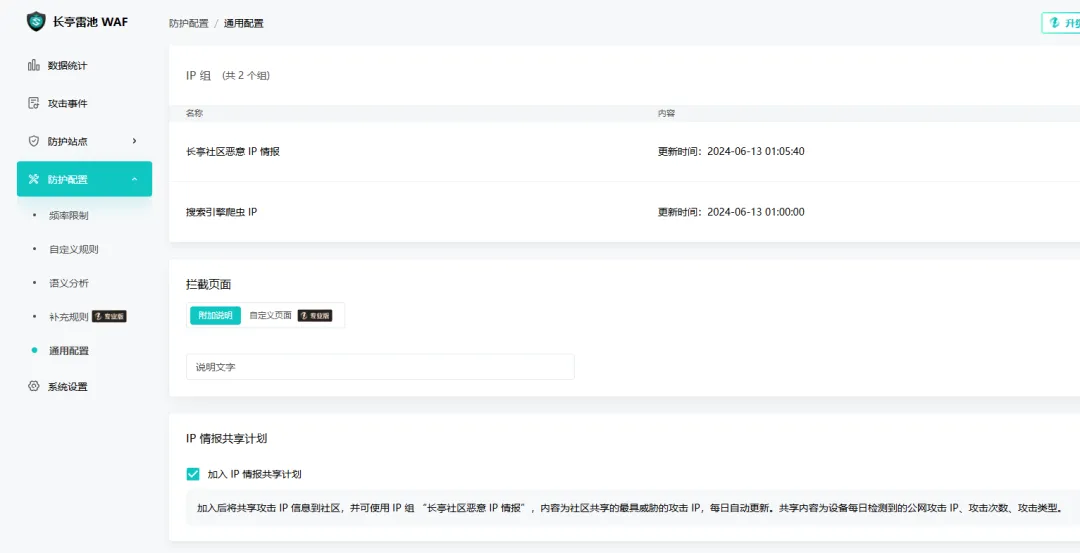 长亭雷池 WAF
防护配置 / 通用配置
数据统计
攻击事件
防护站点
防护配置
频率限制
自定义规则
语义分析
补充规则 专业版
通用配置
系统设置
IP 组 (共 2 个组)
名称 内容
长亭社区恶意 IP 情报 更新时间：2024-06-13 01:05:40
搜索引擎爬虫 IP 更新时间：2024-06-13 01:00:00
拦截页面
附加说明 自定义页面 专业版
说明文字
IP 情报共享计划
加入 IP 情报共享计划
加入后将共享攻击 IP 信息到社区，并可使用 IP 组 “长亭社区恶意 IP 情报”，内容为社区共享的最具威胁的攻击 IP，每日自动更新。共享内容为设备每日检测到的公网攻击 IP、攻击次数、攻击类型。